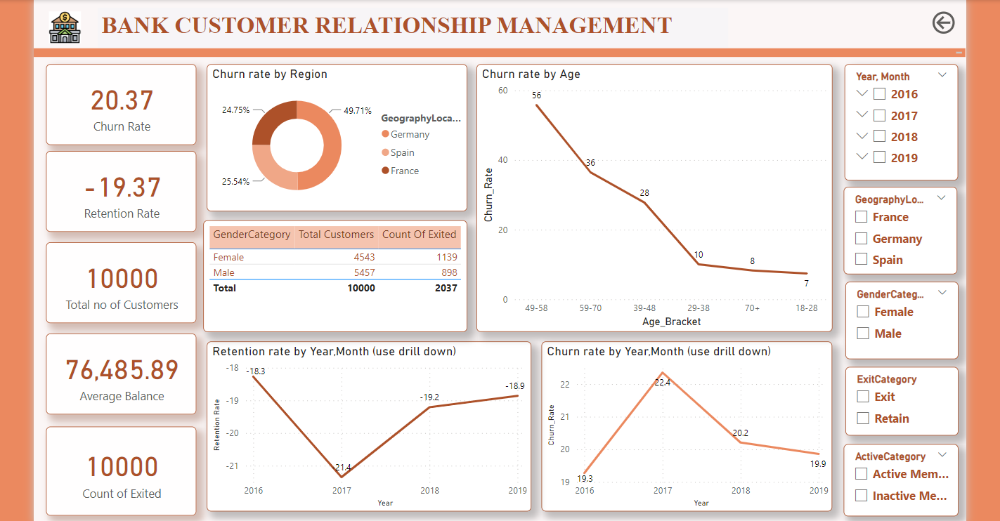 BANK CUSTOMER RELATIONSHIP MANAGEMENT
20.37
Churn Rate
-19.37
Retention Rate
10000
Total no of Customers
76,485.89
Average Balance
10000
Count of Exited
Churn rate by Region
24.75%
49.71%
25.54%
GeographyLoca...
Germany
Spain
France
GenderCategory Total Customers Count Of Exited
Female 4543 1139
Male 5457 898
Total 10000 2037
Churn rate by Age
Churn_Rate
60
40
20
0
56
36
28
10
8
7
49-58 59-70 39-48 29-38 70+ 18-28
Age_Bracket
Retention rate by Year,Month (use drill down)
Retention Rate
-18
-19
-20
-21
-18.3
-21.4
-19.2
-18.9
2016 2017 2018 2019
Year
Churn rate by Year,Month (use drill down)
Churn_Rate
22
21
20
19
19.3
22.4
20.2
19.9
2016 2017 2018 2019
Year
Year, Month
2016
2017
2018
2019
GeographyLo...
France
Germany
Spain
GenderCateg...
Female
Male
ExitCategory
Exit
Retain
ActiveCategory
Active Mem...
Inactive Me...